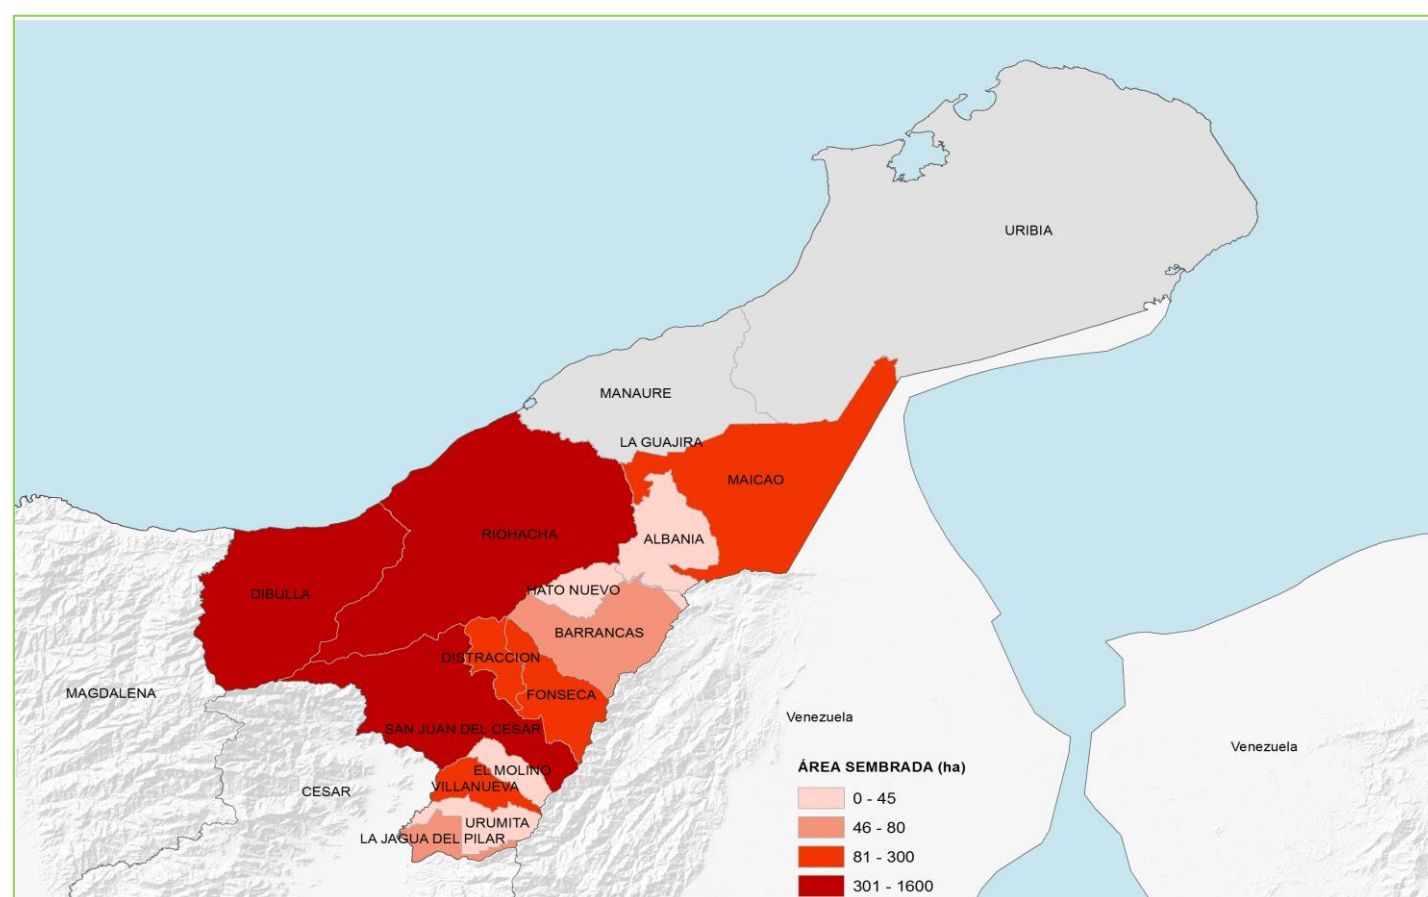 URIBIA
MANAURE
LA GUAJIRA
MAICAO
RIOHACHA
ALBANIA
DIBULLA
HATO NUEVO
BARRANCAS
DISTRACCION
MAGDALENA
FONSECA
SAN JUAN DEL CESAR
Venezuela
Venezuela
EL MOLINO
VILLANUEVA
CESAR
URUMITA
LA JAGUA DEL PILAR
ÁREA SEMBRADA (ha)
0 - 45
46 - 80
81 - 300
301 - 1600